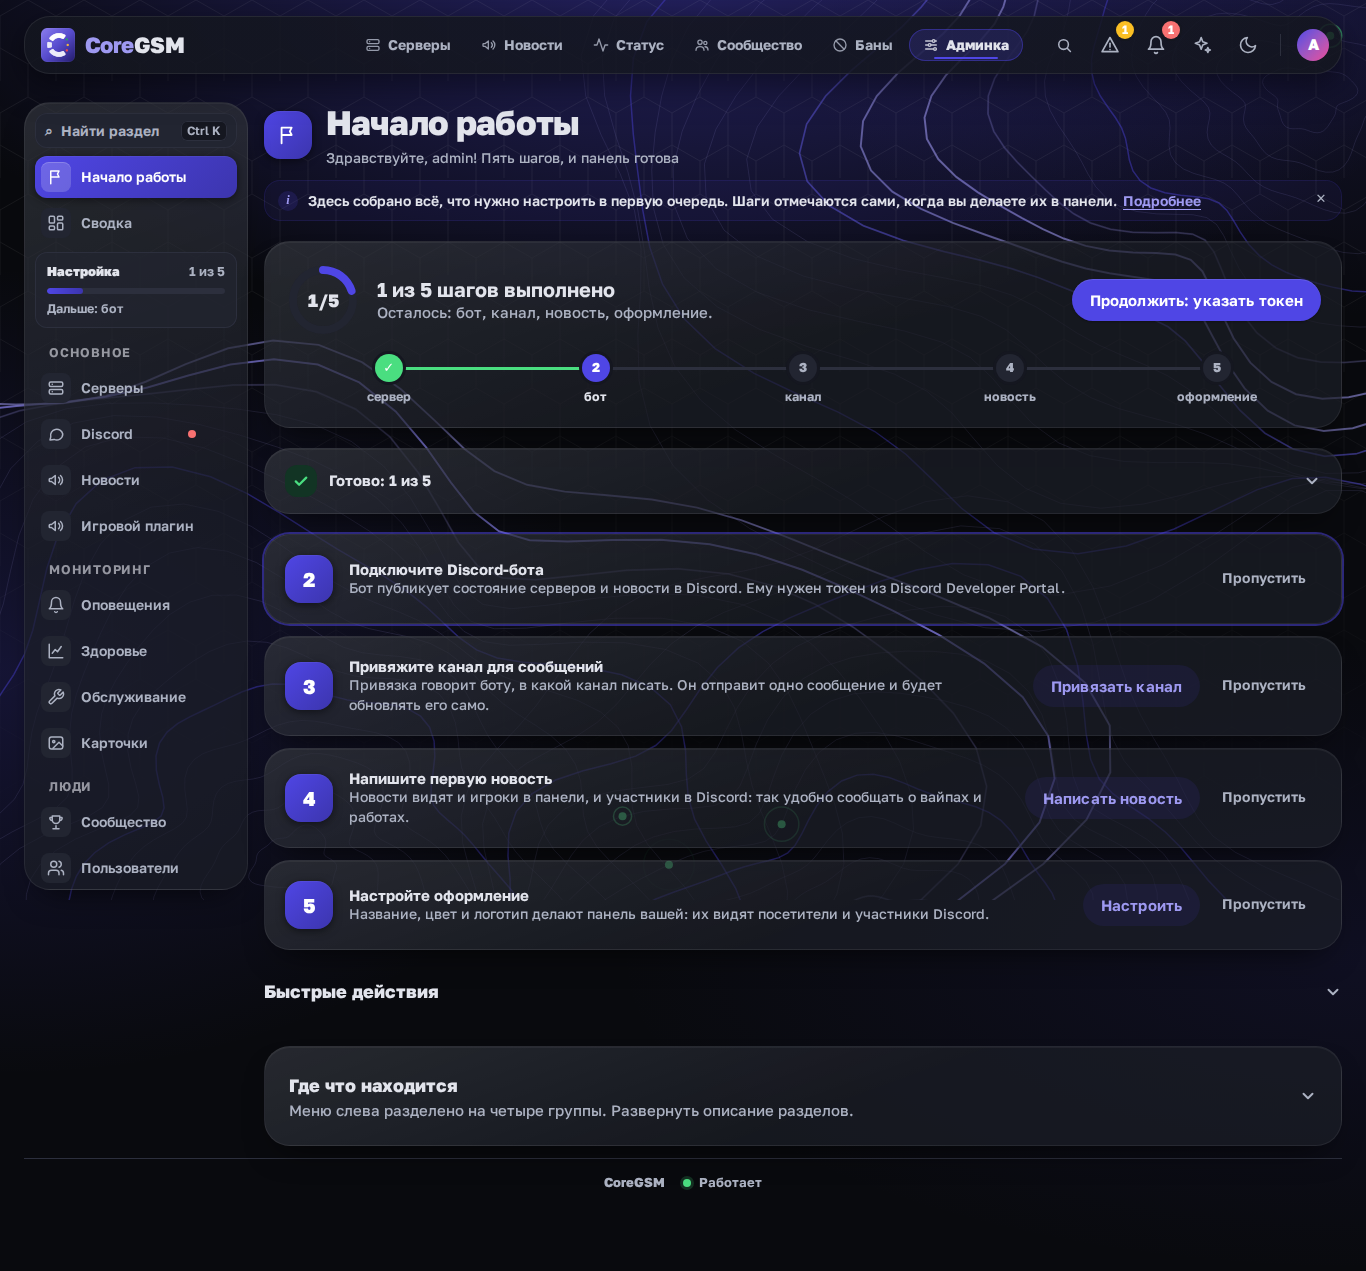 CoreGSM
Серверы
Новости
Статус
Сообщество
Баны
Админка
1
1
A
Найти раздел
Ctrl K
Начало работы
Сводка
Настройка
1 из 5
Дальше: бот
ОСНОВНОЕ
Серверы
Discord
Новости
Игровой плагин
МОНИТОРИНГ
Оповещения
Здоровье
Обслуживание
Карточки
ЛЮДИ
Сообщество
Пользователи
Начало работы
Здравствуйте, admin! Пять шагов, и панель готова
i
Здесь собрано всё, что нужно настроить в первую очередь. Шаги отмечаются сами, когда вы делаете их в панели. Подробнее
×
1/5
1 из 5 шагов выполнено
Осталось: бот, канал, новость, оформление.
Продолжить: указать токен
✓
2
3
4
5
сервер
бот
канал
новость
оформление
Готово: 1 из 5
2
Подключите Discord-бота
Бот публикует состояние серверов и новости в Discord. Ему нужен токен из Discord Developer Portal.
Пропустить
3
Привяжите канал для сообщений
Привязка говорит боту, в какой канал писать. Он отправит одно сообщение и будет
обновлять его само.
Привязать канал
Пропустить
4
Напишите первую новость
Новости видят и игроки в панели, и участники в Discord: так удобно сообщать о вайпах и
работах.
Написать новость
Пропустить
5
Настройте оформление
Название, цвет и логотип делают панель вашей: их видят посетители и участники Discord.
Настроить
Пропустить
Быстрые действия
Где что находится
Меню слева разделено на четыре группы. Развернуть описание разделов.
CoreGSM
Работает